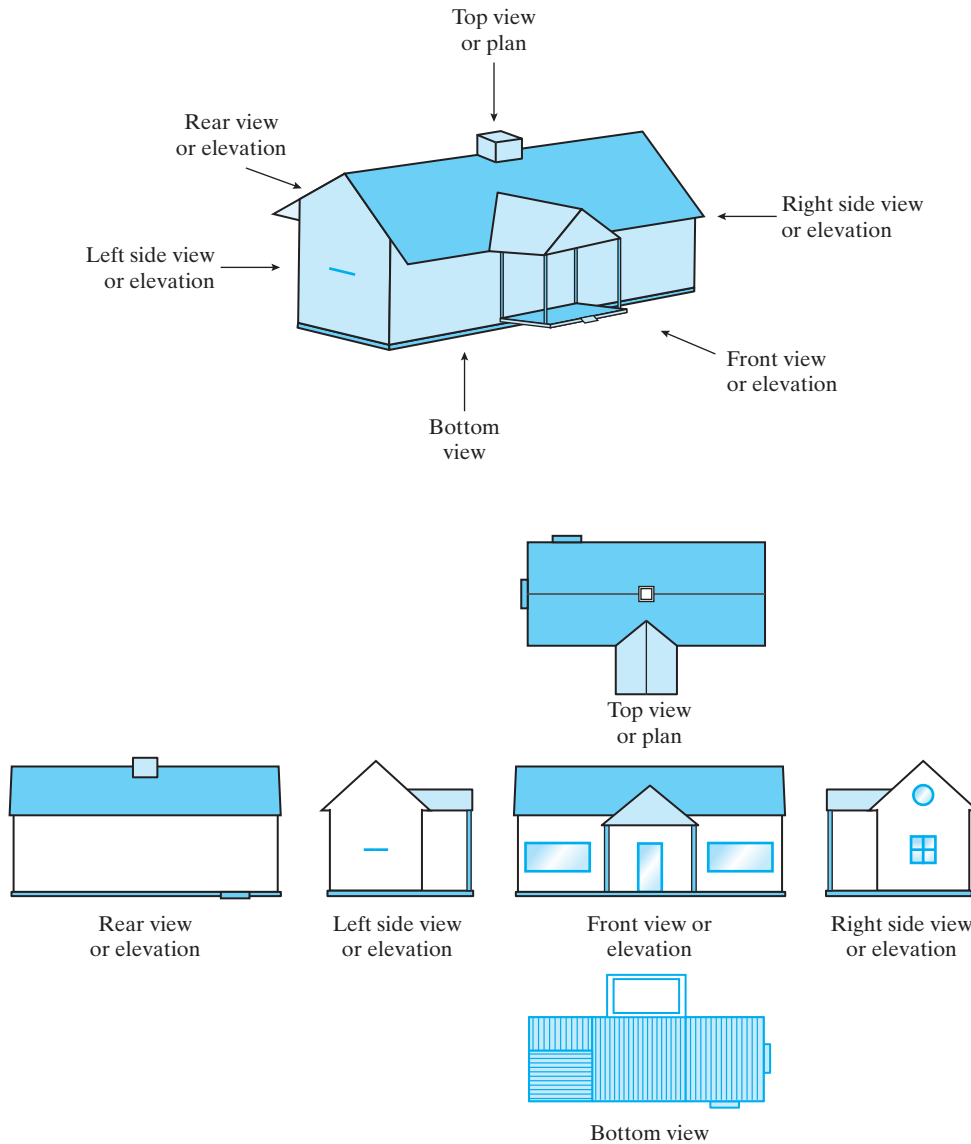 Top view
or plan
Rear view
or elevation
Right side view
or elevation
Left side view
or elevation
Front view
or elevation
Bottom
view
Top view
or plan
Rear view
or elevation
Left side view
or elevation
Front view or
elevation
Right side view
or elevation
Bottom view